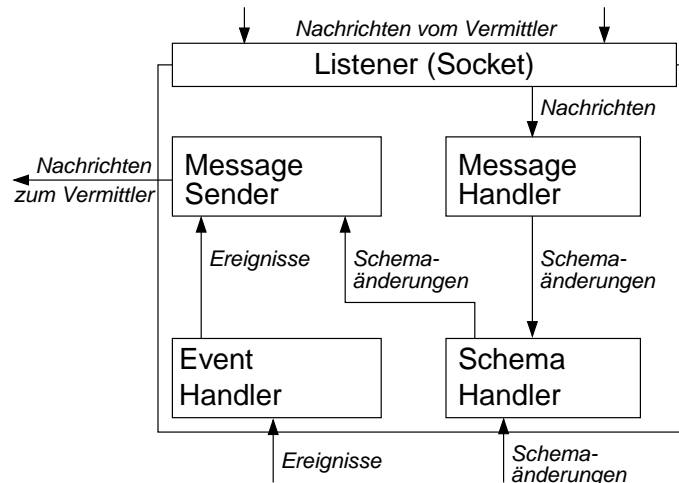 Nachrichten vom Vermittler
Listener (Socket)
Nachrichten
Nachrichten
zum Vermittler
Message
Sender
Message
Handler
Ereignisse
Schema-
änderungen
Schema-
änderungen
Event
Handler
Schema
Handler
Ereignisse
Schema-
änderungen